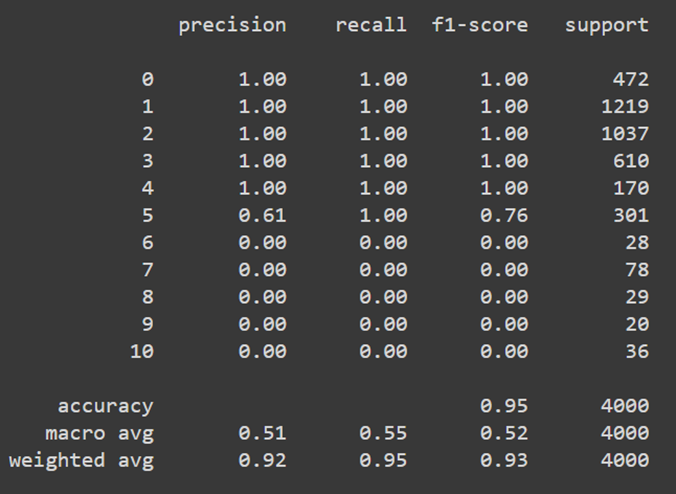 precision recall f1-score support
0 1.00 1.00 1.00 472
1 1.00 1.00 1.00 1219
2 1.00 1.00 1.00 1037
3 1.00 1.00 1.00 610
4 1.00 1.00 1.00 170
5 0.61 1.00 0.76 301
6 0.00 0.00 0.00 28
7 0.00 0.00 0.00 78
8 0.00 0.00 0.00 29
9 0.00 0.00 0.00 20
10 0.00 0.00 0.00 36
accuracy 0.95 4000
macro avg 0.51 0.55 0.52 4000
weighted avg 0.92 0.95 0.93 4000